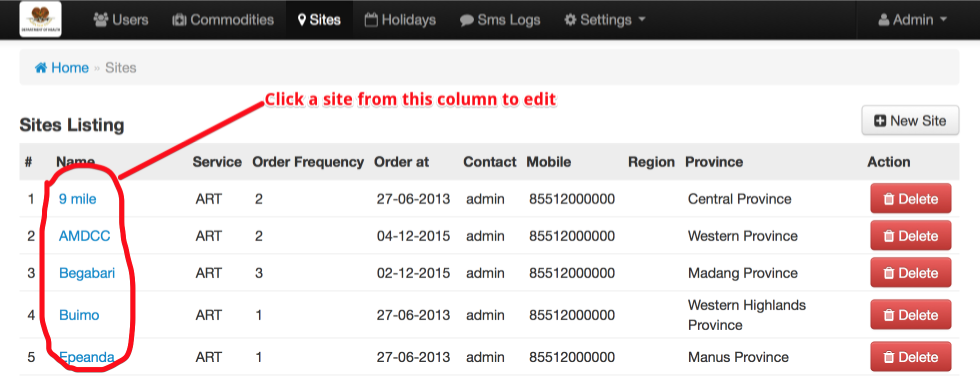 DEPARTMENT OF HEALTH
Users Commodities Sites Holidays Sms Logs Settings Admin
Home » Sites
Click a site from this column to edit
Sites Listing
New Site
# Name Service Order Frequency Order at Contact Mobile Region Province Action
1 9 mile ART 2 27-06-2013 admin 85512000000 Central Province Delete
2 AMDCC ART 2 04-12-2015 admin 85512000000 Western Province Delete
3 Begabari ART 3 02-12-2015 admin 85512000000 Madang Province Delete
4 Buimo ART 1 27-06-2013 admin 85512000000 Western Highlands Province Delete
5 Epeanda ART 1 27-06-2013 admin 85512000000 Manus Province Delete